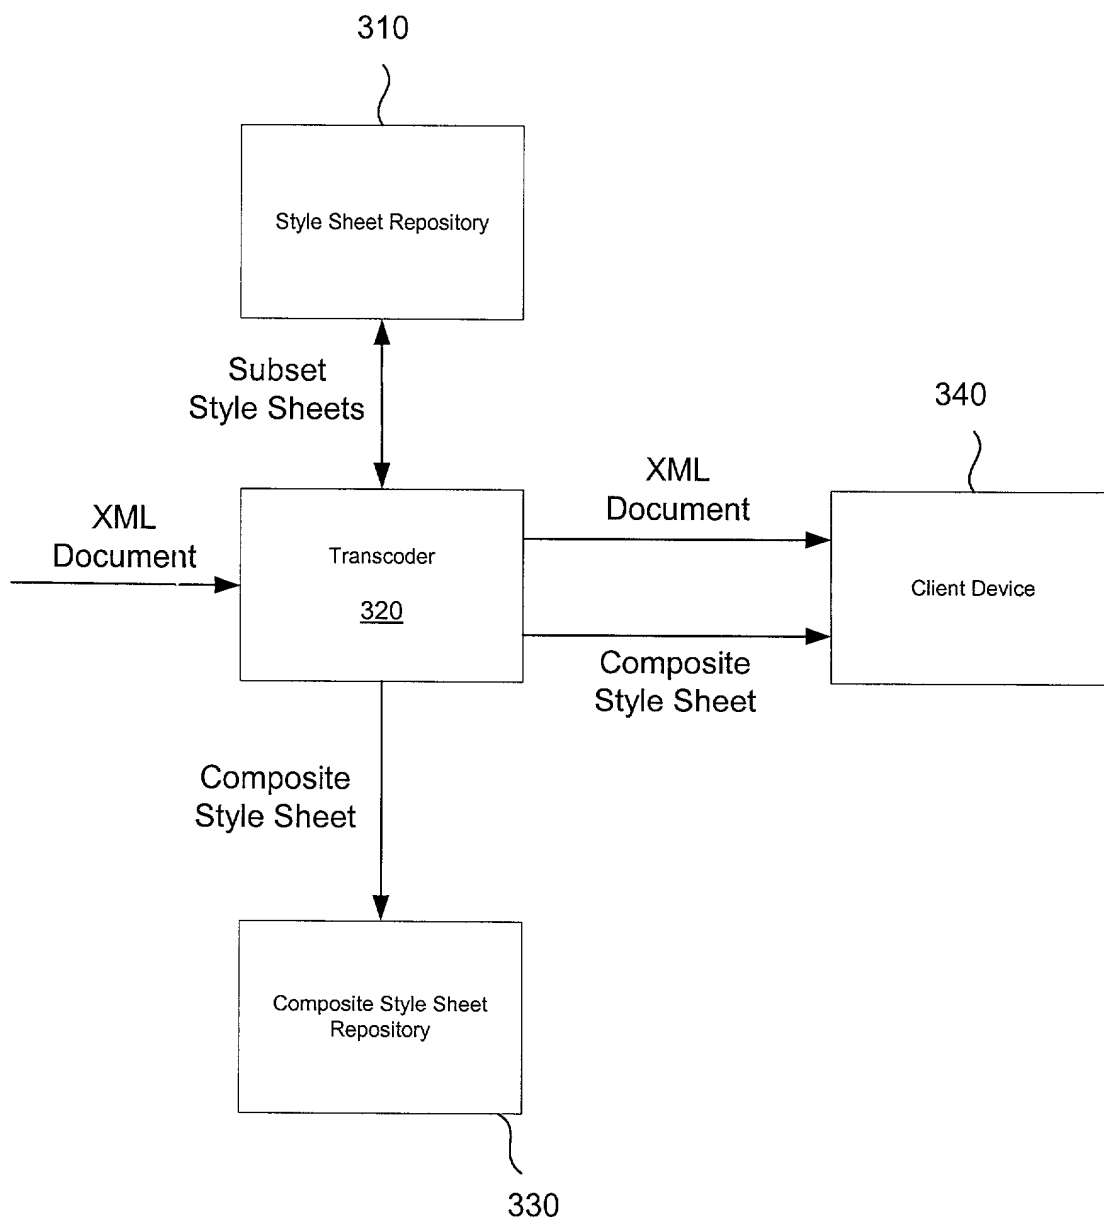 310
Style Sheet Repository
Subset
Style Sheets
340
XML
Document
XML
Document
Transcoder
320
Client Device
Composite
Style Sheet
Composite
Style Sheet
Composite Style Sheet
Repository
330